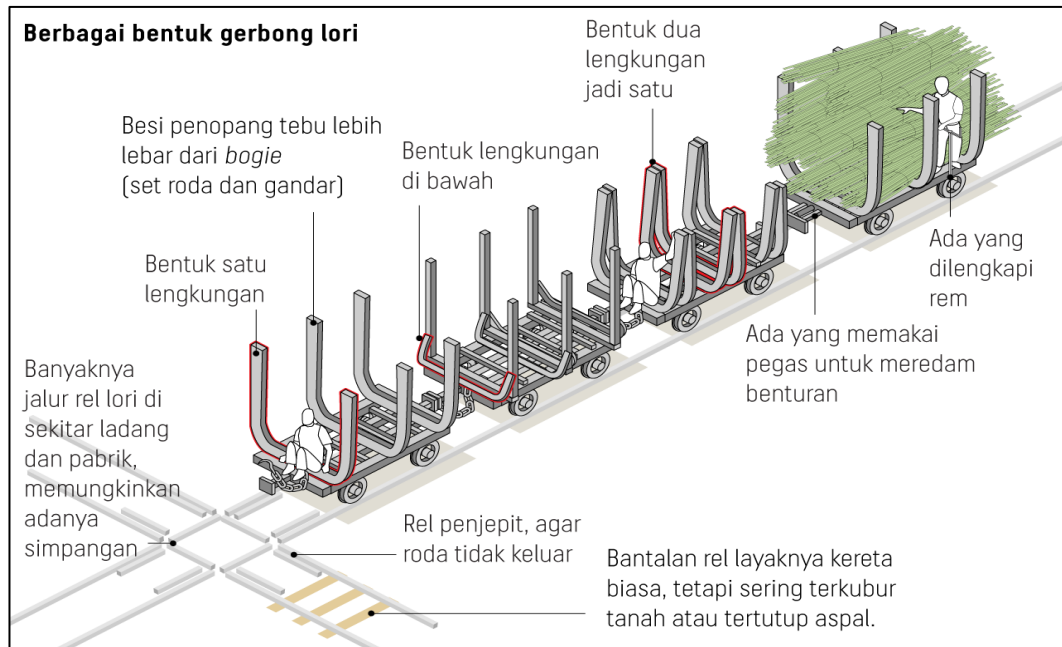 Berbagai bentuk gerbong lori
Bentuk dua
lengkungan
jadi satu
Besi penopang tebu lebih
lebar dari bogie
(set roda dan gandar)
Bentuk lengkungan
di bawah
Bentuk satu
lengkungan
Ada yang
dilengkapi
rem
Ada yang memakai
pegas untuk meredam
benturan
Banyaknya
jalur rel lori di
sekitar ladang
dan pabrik,
memungkinkan
adanya
simpangan
Rel penjepit, agar
roda tidak keluar
Bantalan rel layaknya kereta
biasa, tetapi sering terkubur
tanah atau tertutup aspal.